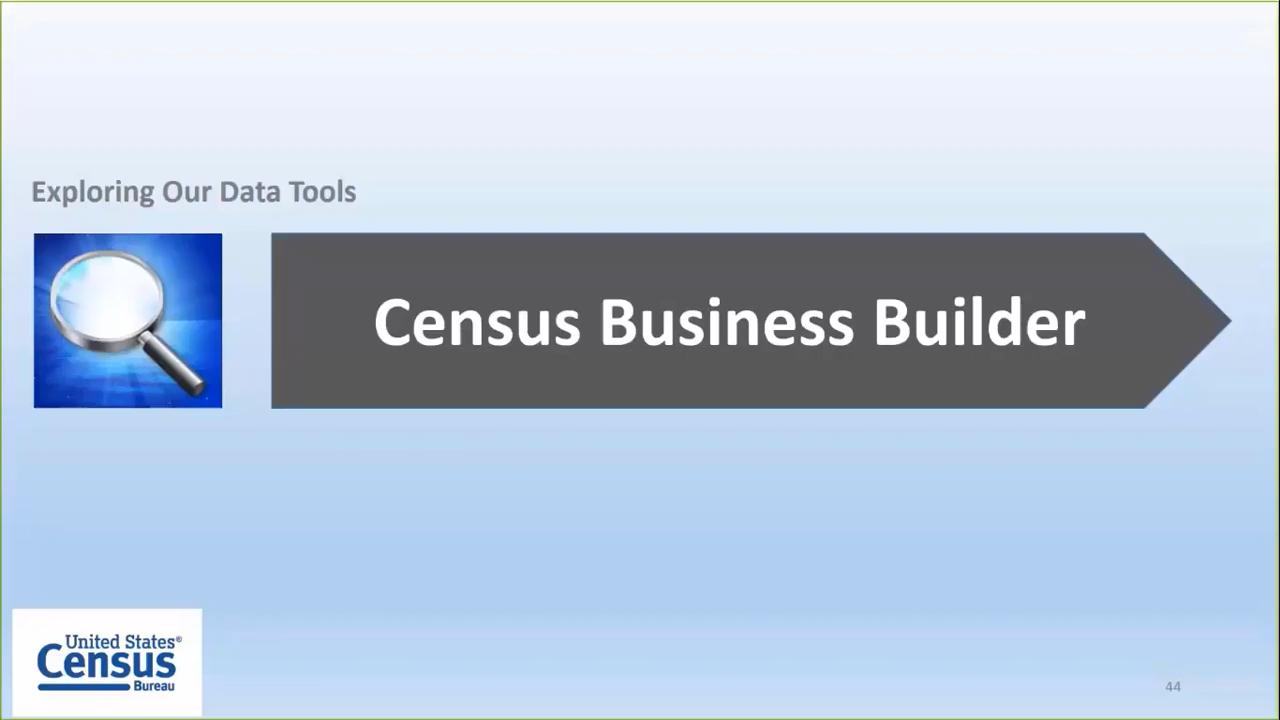 Exploring Our Data Tools
Census Business Builder
United States®
Census
Bureau
44